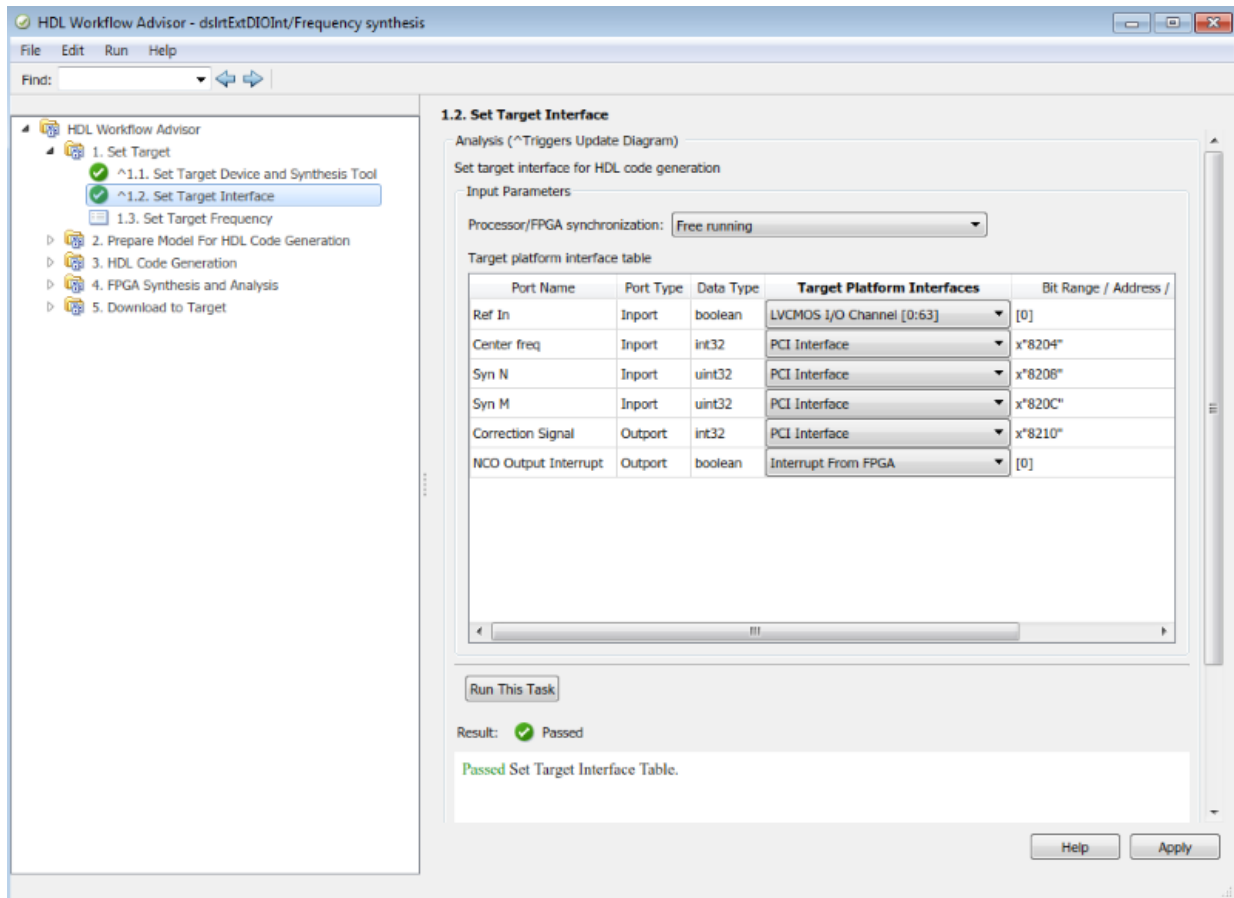 HDL Workflow Advisor - dslrtExtDIOInt/Frequency synthesis
File Edit Run Help
Find:
HDL Workflow Advisor
1. Set Target
^1.1. Set Target Device and Synthesis Tool
^1.2. Set Target Interface
1.3. Set Target Frequency
2. Prepare Model For HDL Code Generation
3. HDL Code Generation
4. FPGA Synthesis and Analysis
5. Download to Target
1.2. Set Target Interface
Analysis (^Triggers Update Diagram)
Set target interface for HDL code generation
Input Parameters
Processor/FPGA synchronization: Free running
Target platform interface table
Port Name Port Type Data Type Target Platform Interfaces Bit Range / Address /
Ref In Inport boolean LVCMOS I/O Channel [0:63] [0]
Center freq Inport int32 PCI Interface x"8204"
Syn N Inport uint32 PCI Interface x"8208"
Syn M Inport uint32 PCI Interface x"820C"
Correction Signal Outport int32 PCI Interface x"8210"
NCO Output Interrupt Outport boolean Interrupt From FPGA [0]
Run This Task
Result: Passed
Passed Set Target Interface Table.
Help Apply